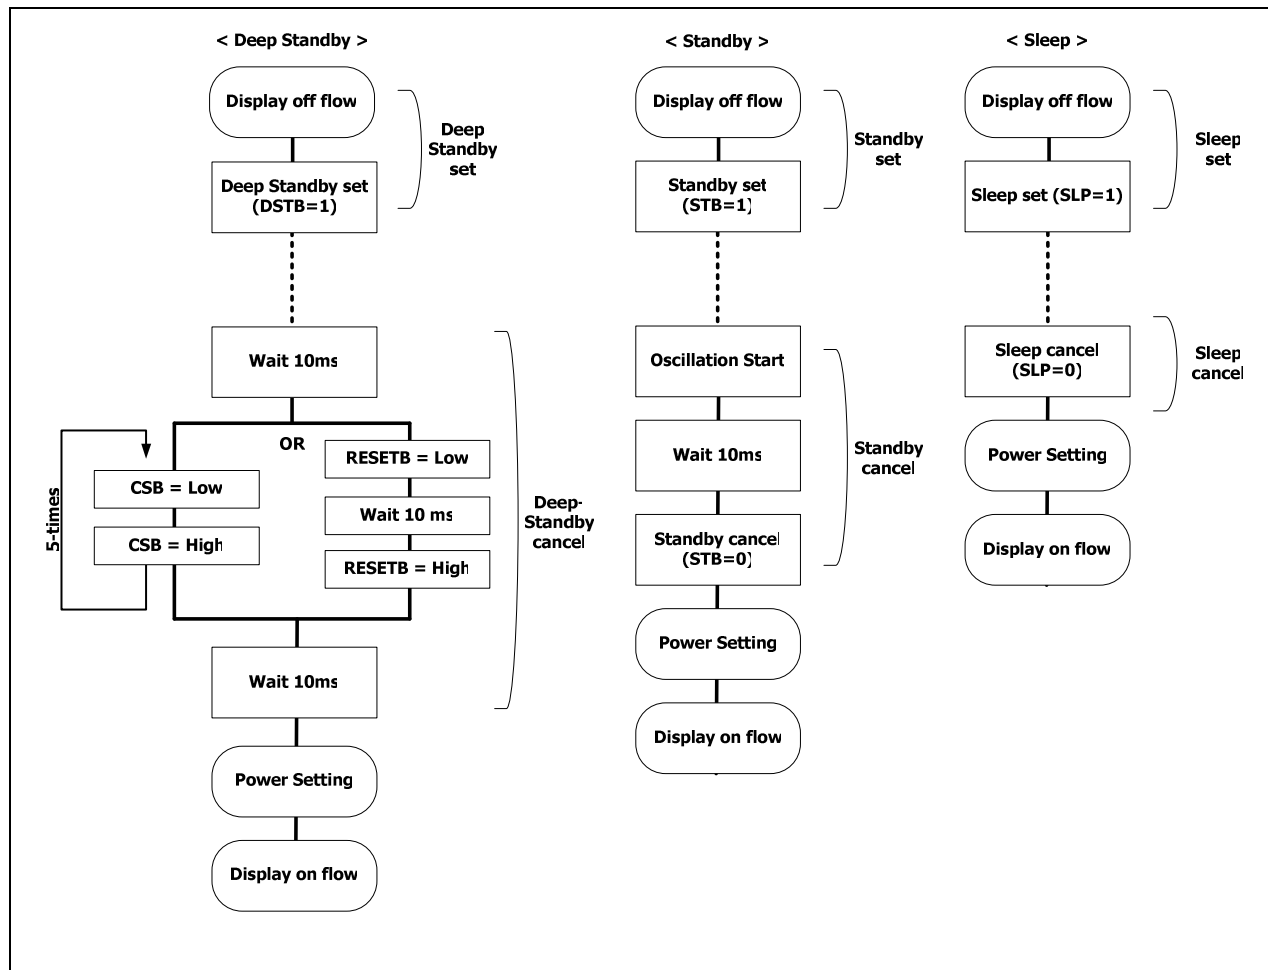 < Deep Standby >
Display off flow
Deep Standby set
(DSTB=1)
Deep
Standby
set
Wait 10ms
OR
5-times
CSB = Low
CSB = High
RESETB = Low
Wait 10 ms
RESETB = High
Deep-
Standby
cancel
Wait 10ms
Power Setting
Display on flow
< Standby >
Display off flow
Standby set
(STB=1)
Standby
set
Oscillation Start
Wait 10ms
Standby cancel
(STB=0)
Standby
cancel
Power Setting
Display on flow
< Sleep >
Display off flow
Sleep set (SLP=1)
Sleep
set
Sleep cancel
(SLP=0)
Sleep
cancel
Power Setting
Display on flow